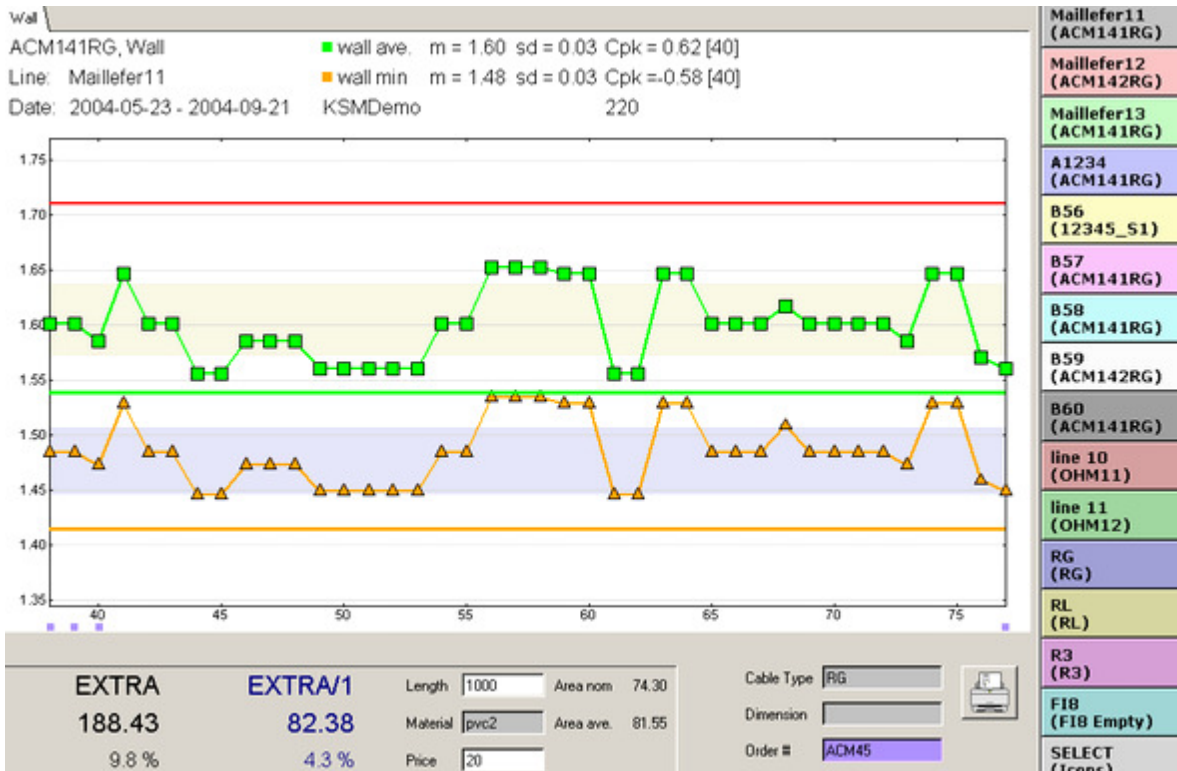 Wall
ACM141RG, Wall
wall ave. m = 1.60 sd = 0.03 Cpk = 0.62 [40]
Line: Maillefer11
wall min m = 1.48 sd = 0.03 Cpk =-0.58 [40]
Date: 2004-05-23 - 2004-09-21 KSMDemo 220
1.75
1.70
1.65
1.60
1.55
1.50
1.45
1.40
1.35
40 45 50 55 60 65 70 75
EXTRA EXTRA/1
188.43 82.38
9.8 % 4.3 %
Length 1000 Area nom 74.30
Material pvc2 Area ave. 81.55
Price 20
Cable Type RG
Dimension
Order # ACM45
Maillefer11
(ACM141RG)
Maillefer12
(ACM142RG)
Maillefer13
(ACM141RG)
A1234
(ACM141RG)
B56
(12345_S1)
B57
(ACM141RG)
B58
(ACM141RG)
B59
(ACM142RG)
B60
(ACM141RG)
line 10
(OHM11)
line 11
(OHM12)
RG
(RG)
RL
(RL)
R3
(R3)
FI8
(FI8 Empty)
SELECT
(Icons)